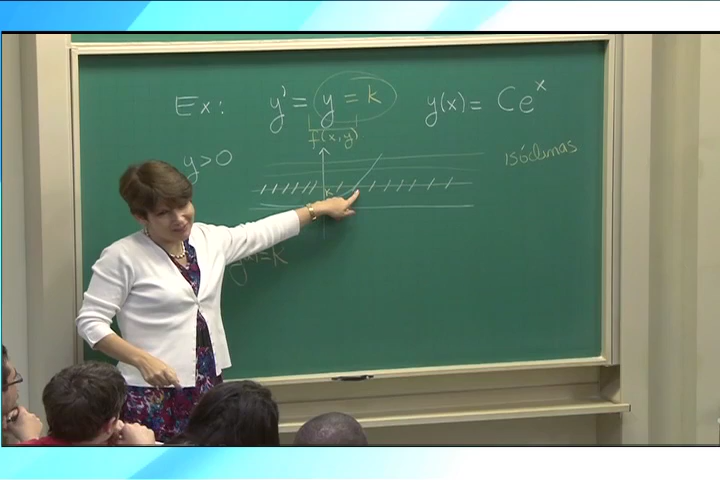 Ex: y' = y = k y(x) = Ce^x
f(x,y)
y>0
isóclinas
k
= k